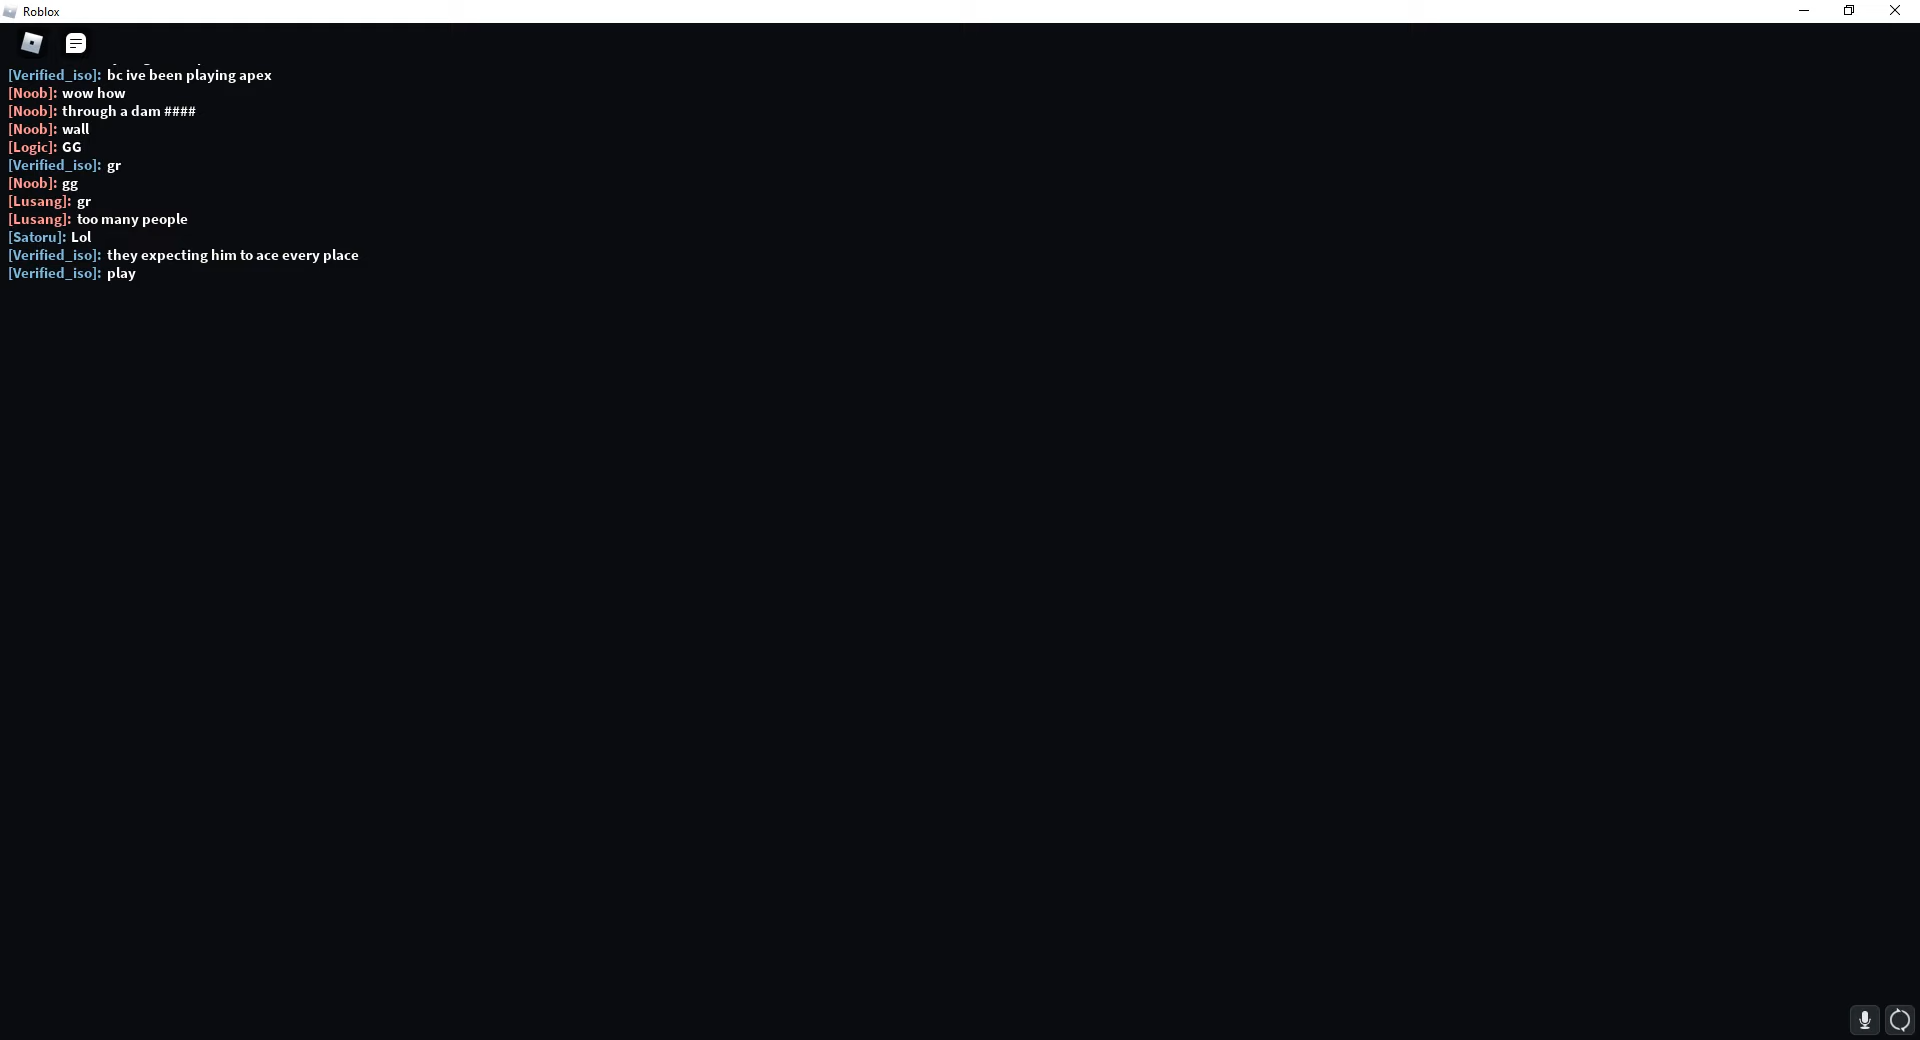 Roblox
[Verified_iso]: bc ive been playing apex
[Noob]: wow how
[Noob]: through a dam ####
[Noob]: wall
[Logic]: GG
[Verified_iso]: gr
[Noob]: gg
[Lusang]: gr
[Lusang]: too many people
[Satoru]: Lol
[Verified_iso]: they expecting him to ace every place
[Verified_iso]: play